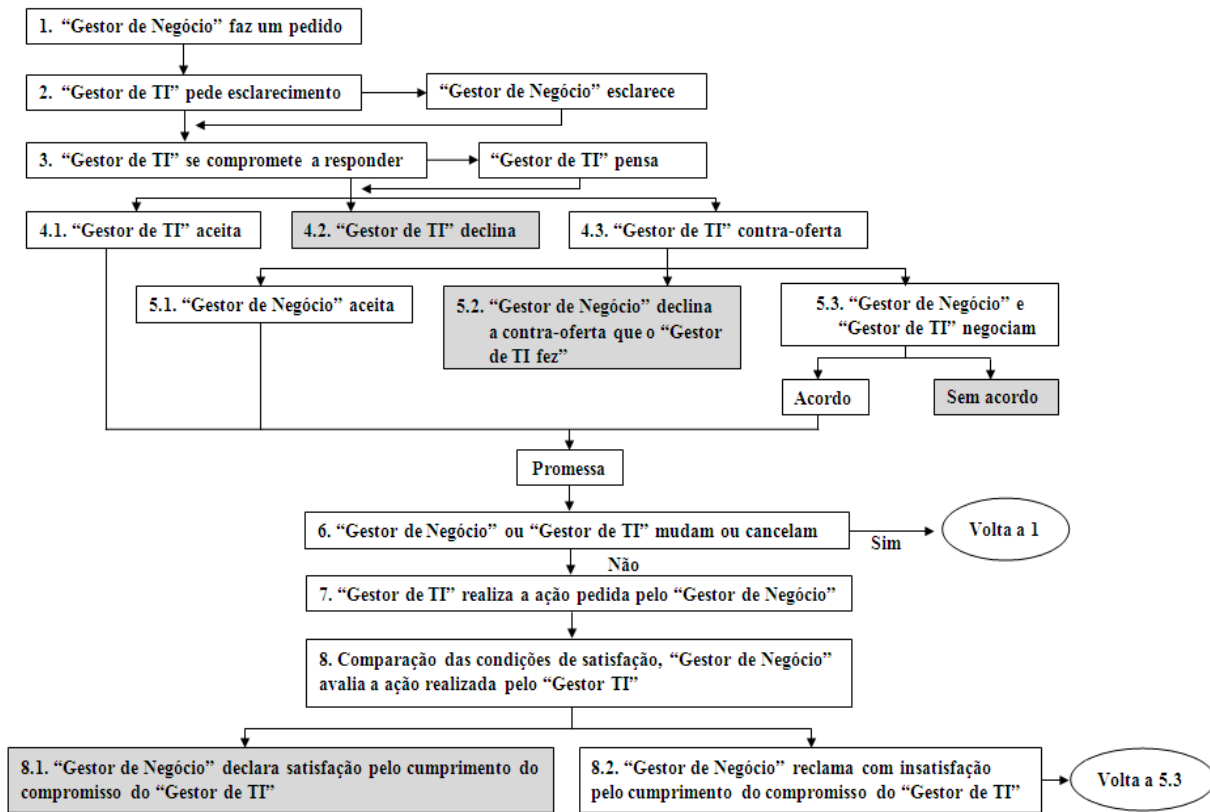 1. “Gestor de Negócio” faz um pedido
2. “Gestor de TI” pede esclarecimento
“Gestor de Negócio” esclarece
3. “Gestor de TI” se compromete a responder
“Gestor de TI” pensa
4.1. “Gestor de TI” aceita
4.2. “Gestor de TI” declina
4.3. “Gestor de TI” contra-oferta
5.1. “Gestor de Negócio” aceita
5.2. “Gestor de Negócio” declina
a contra-oferta que o “Gestor
de TI fez”
5.3. “Gestor de Negócio” e
“Gestor de TI” negociam
Acordo
Sem acordo
Promessa
6. “Gestor de Negócio” ou “Gestor de TI” mudam ou cancelam
Sim
Volta a 1
Não
7. “Gestor de TI” realiza a ação pedida pelo “Gestor de Negócio”
8. Comparação das condições de satisfação, “Gestor de Negócio”
avalia a ação realizada pelo “Gestor TI”
8.1. “Gestor de Negócio” declara satisfação pelo cumprimento do
compromisso do “Gestor de TI”
8.2. “Gestor de Negócio” reclama com insatisfação
pelo cumprimento do compromisso do “Gestor de TI”
Volta a 5.3